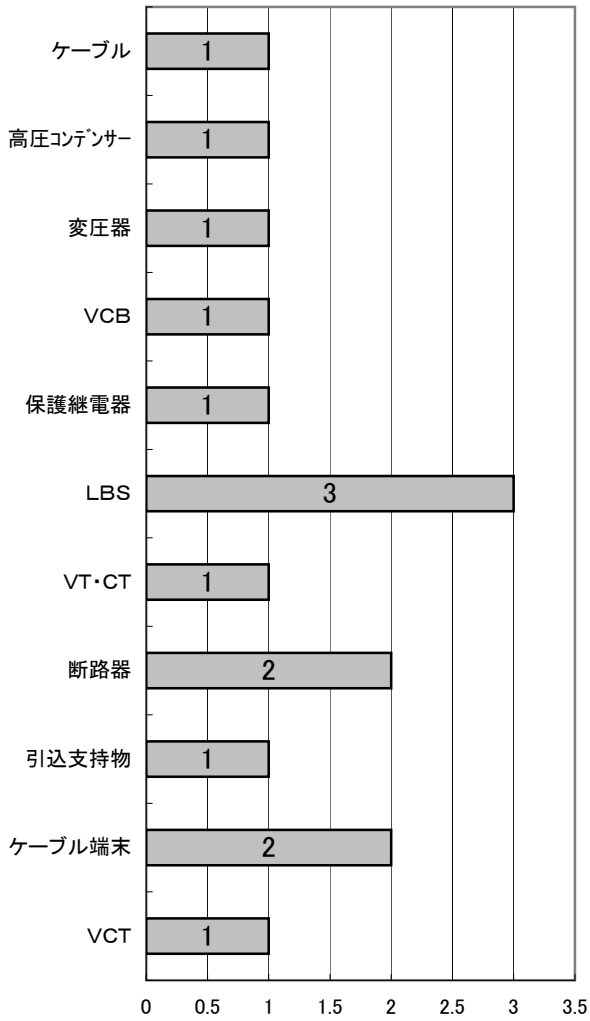 ケーブル 1
高圧コンデンサー 1
変圧器 1
VCB 1
保護継電器 1
LBS 3
VT・CT 1
断路器 2
引込支持物 1
ケーブル端末 2
VCT 1
0 0.5 1 1.5 2 2.5 3 3.5